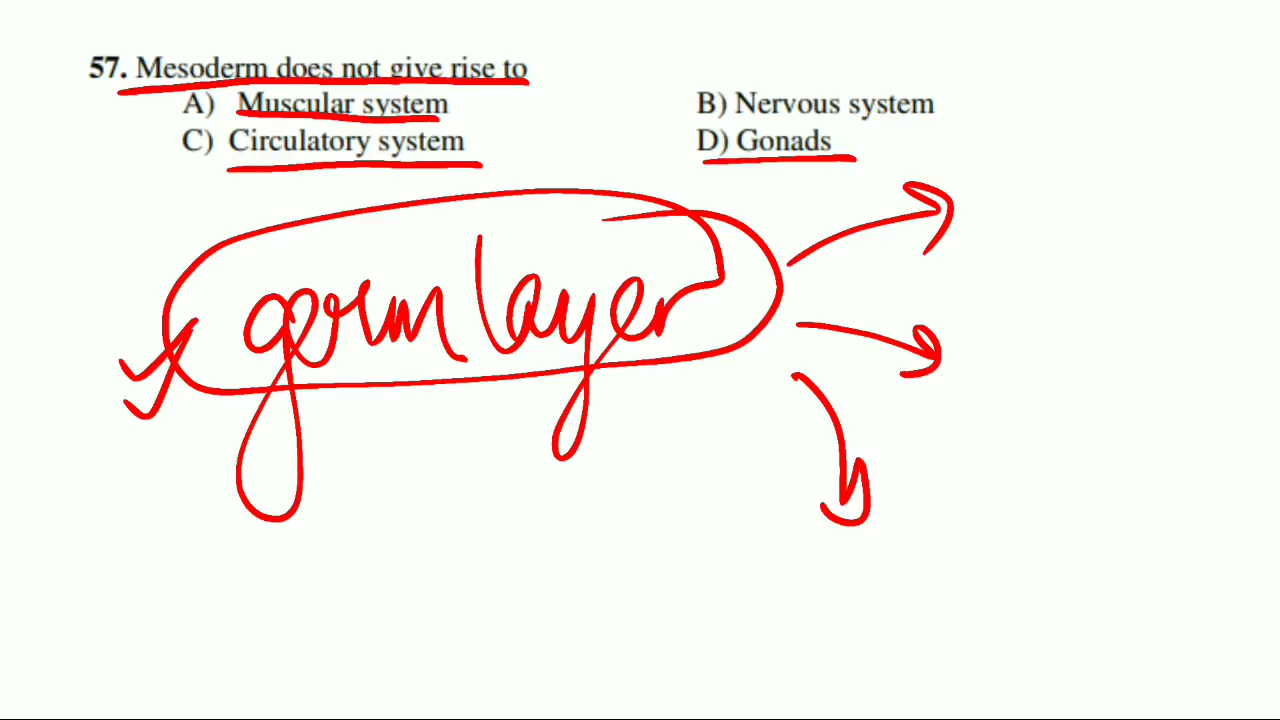 57. Mesoderm does not give rise to
A) Muscular system B) Nervous system
C) Circulatory system D) Gonads
germ layer